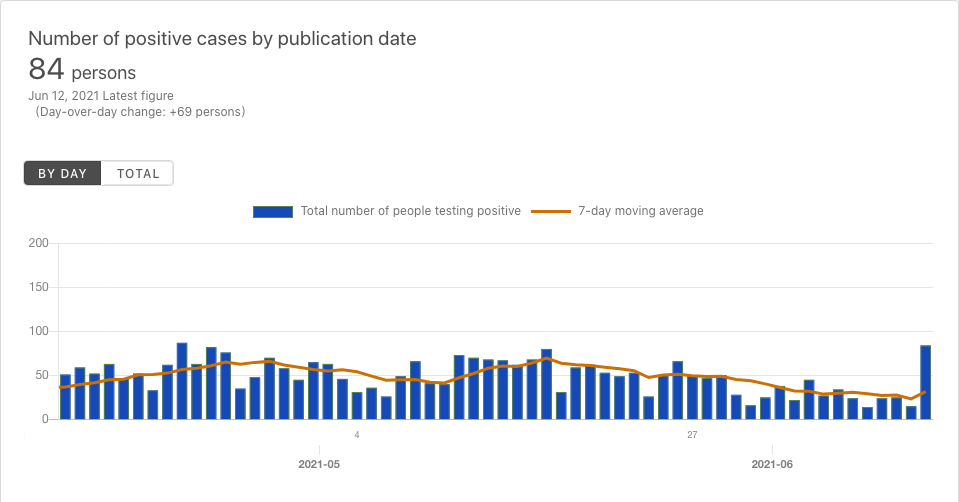 Number of positive cases by publication date
84 persons
Jun 12, 2021 Latest figure
(Day-over-day change: +69 persons)
BY DAY TOTAL
Total number of people testing positive 7-day moving average
200
150
100
50
0
4 27
2021-05 2021-06